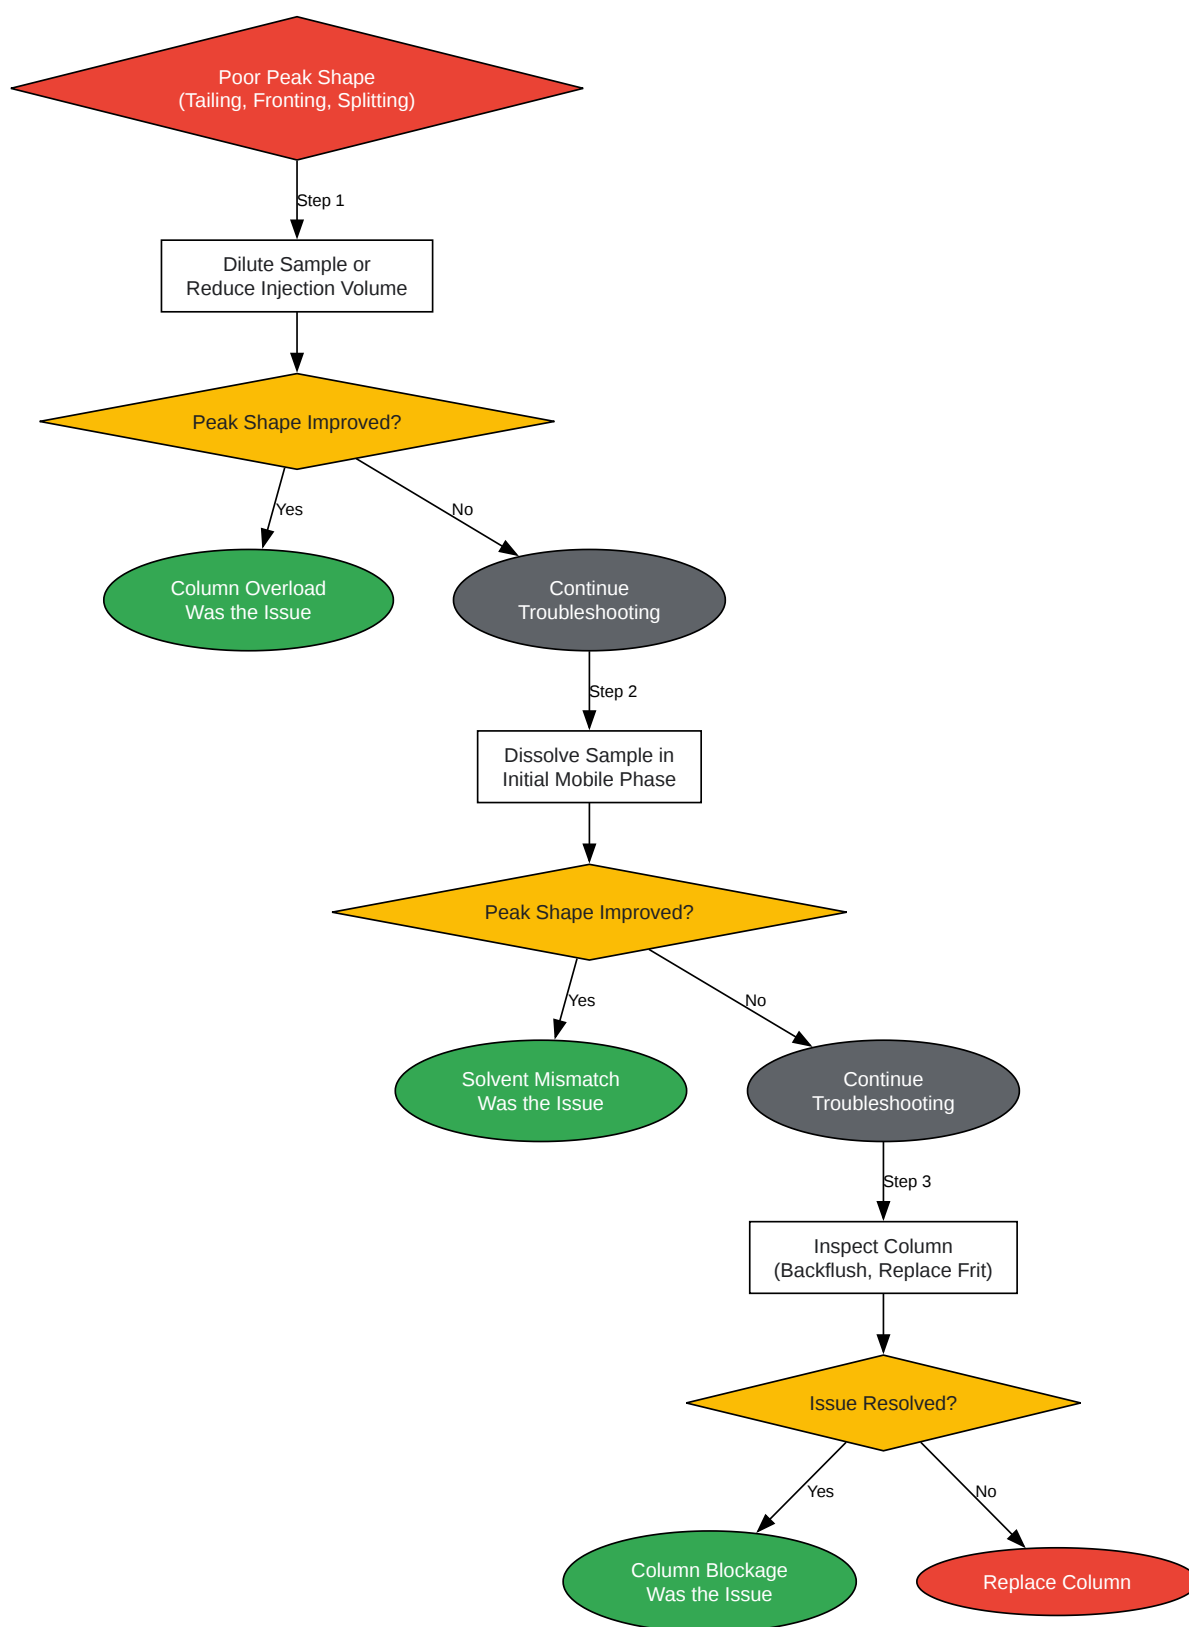 Poor Peak Shape
(Tailing, Fronting, Splitting)
Step 1
Dilute Sample or
Reduce Injection Volume
Peak Shape Improved?
Yes
No
Column Overload
Was the Issue
Continue
Troubleshooting
Step 2
Dissolve Sample in
Initial Mobile Phase
Peak Shape Improved?
Yes
No
Solvent Mismatch
Was the Issue
Continue
Troubleshooting
Step 3
Inspect Column
(Backflush, Replace Frit)
Issue Resolved?
Yes
No
Column Blockage
Was the Issue
Replace Column